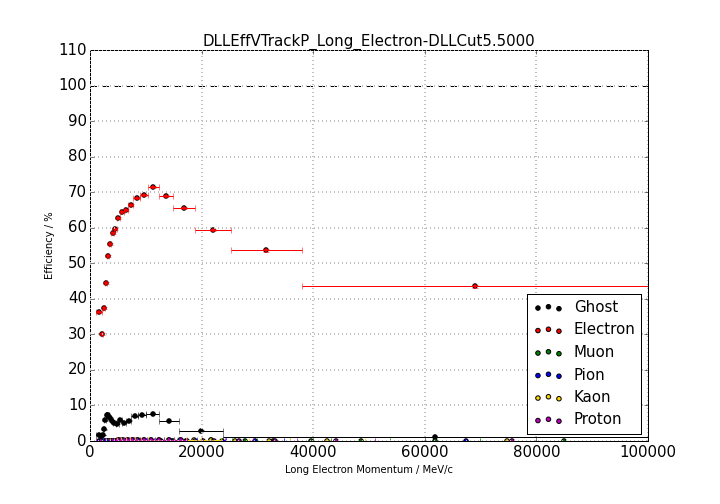 DLLEffVTrackP_Long_Electron-DLLCut5.5000
110
100
90
80
70
60
50
40
30
20
10
0
Efficiency / %
Ghost
Electron
Muon
Pion
Kaon
Proton
0 20000 40000 60000 80000 100000
Long Electron Momentum / MeV/c